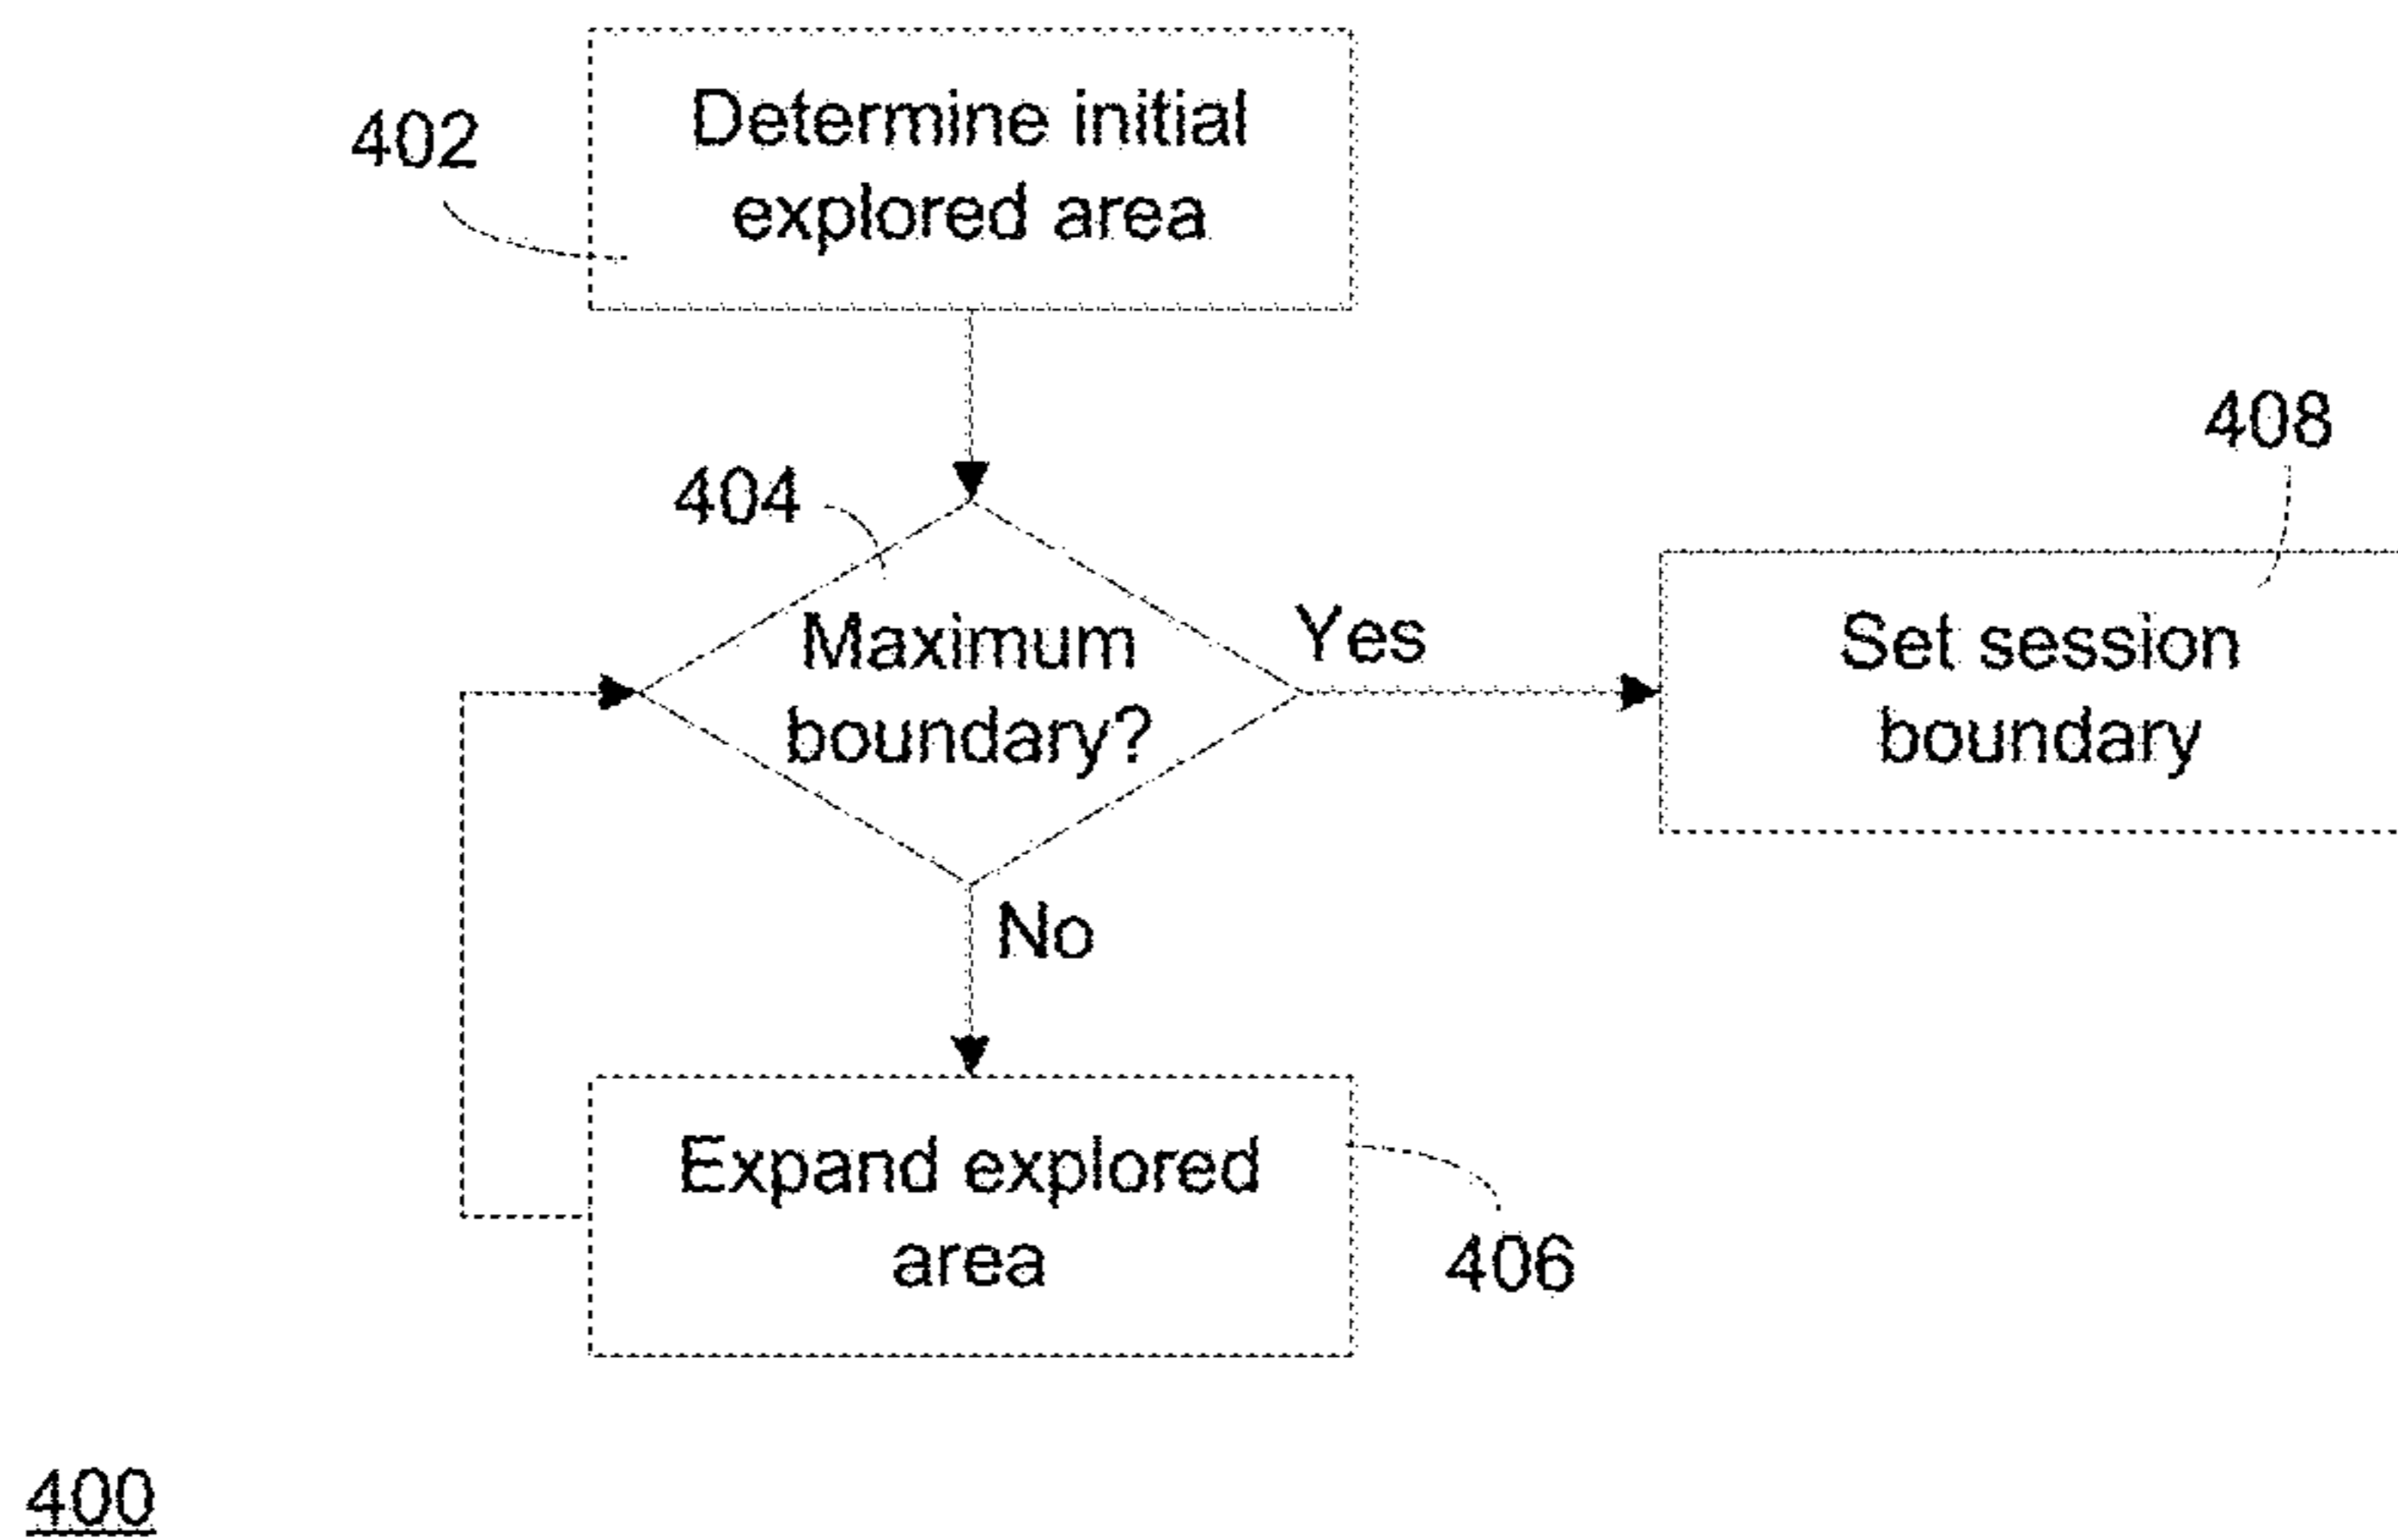 402
Determine initial
explored area
404
408
Maximum
boundary?
Yes
Set session
boundary
No
Expand explored
area
406
400